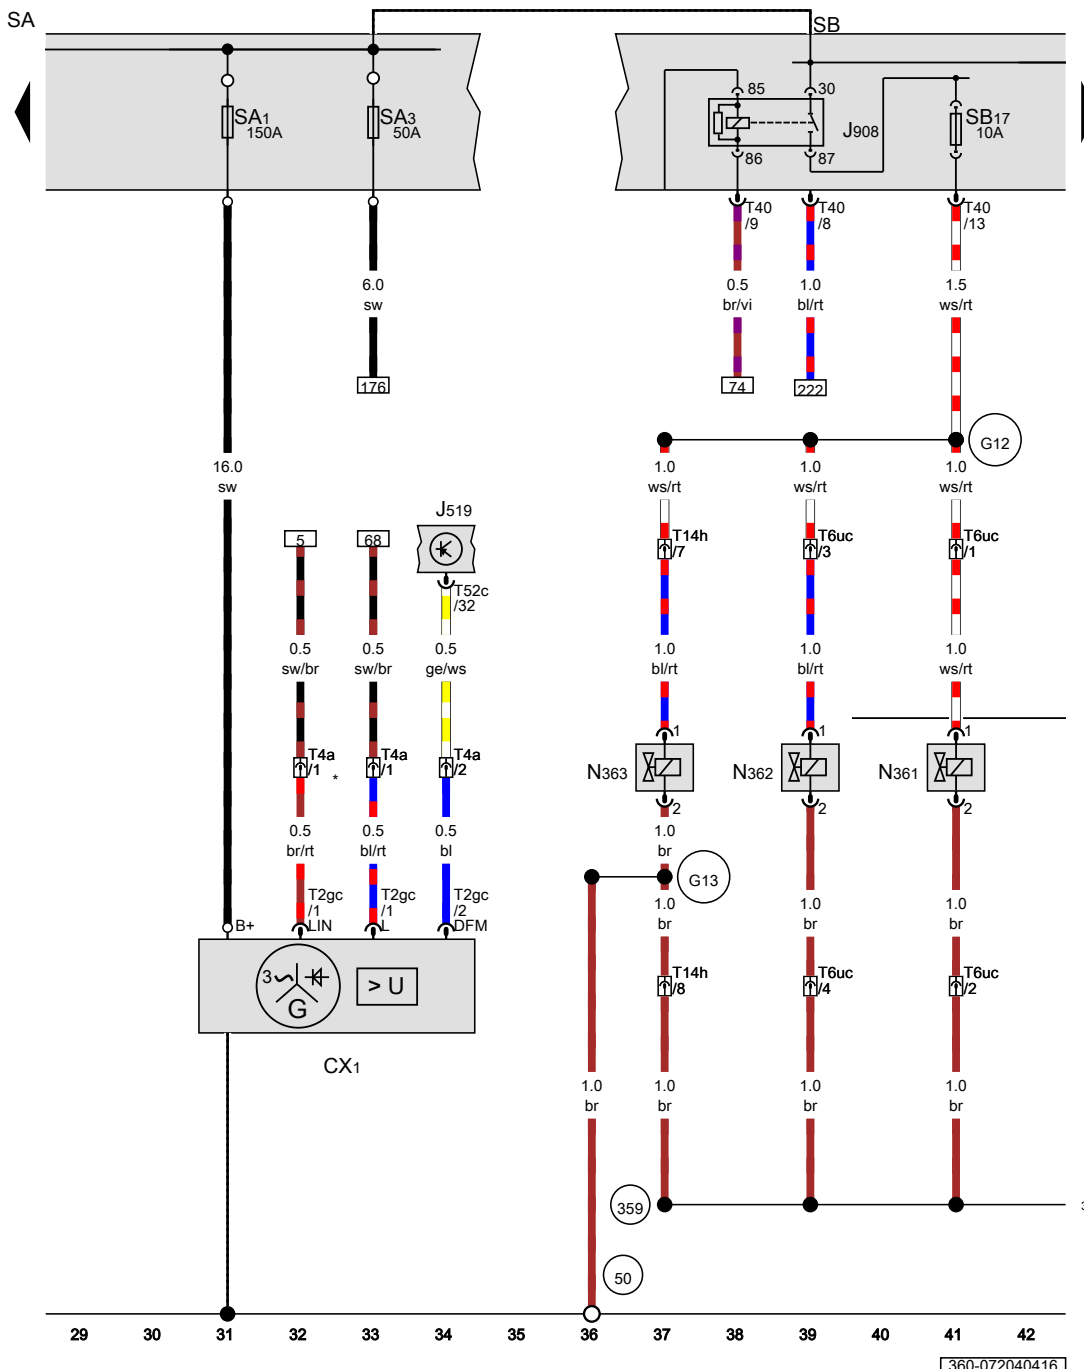 SA
SB
SA1
150A
SA3
50A
85
30
86
87
J908
SB17
10A
T40
/9
T40
/8
T40
/13
6.0
sw
0.5
br/vi
1.0
bl/rt
1.5
ws/rt
176
74
222
G12
16.0
sw
1.0
ws/rt
1.0
ws/rt
1.0
ws/rt
J519
5
68
T52c
/32
T14h
/7
T6uc
/3
T6uc
/1
0.5
sw/br
0.5
sw/br
0.5
ge/ws
1.0
bl/rt
1.0
bl/rt
1.0
ws/rt
T4a
/1
*
T4a
/1
T4a
/2
1
1
1
N363
N362
N361
2
2
2
0.5
br/rt
0.5
bl/rt
0.5
bl
1.0
br
G13
T2gc
/1
T2gc
/1
T2gc
/2
B+
LIN
L
DFM
1.0
br
1.0
br
1.0
br
3
G
> U
T14h
/8
T6uc
/4
T6uc
/2
CX1
1.0
br
1.0
br
1.0
br
1.0
br
359
50
29 30 31 32 33 34 35 36 37 38 39 40 41 42
360-072040416